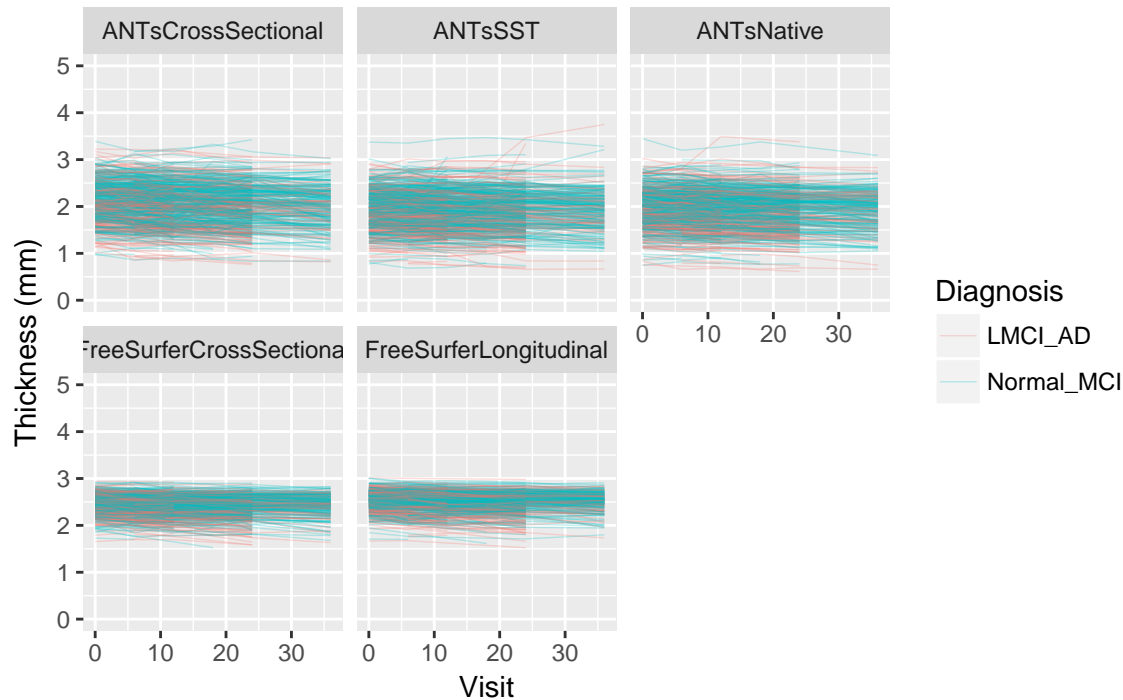 ANTsCrossSectional ANTsSST ANTsNative
5
4
3
2
1
0
0 10 20 30
FreeSurferCrossSectiona FreeSurferLongitudinal
5
4
3
2
1
0
0 10 20 30 0 10 20 30
Visit
Thickness (mm)
Diagnosis
LMCI_AD
Normal_MCI